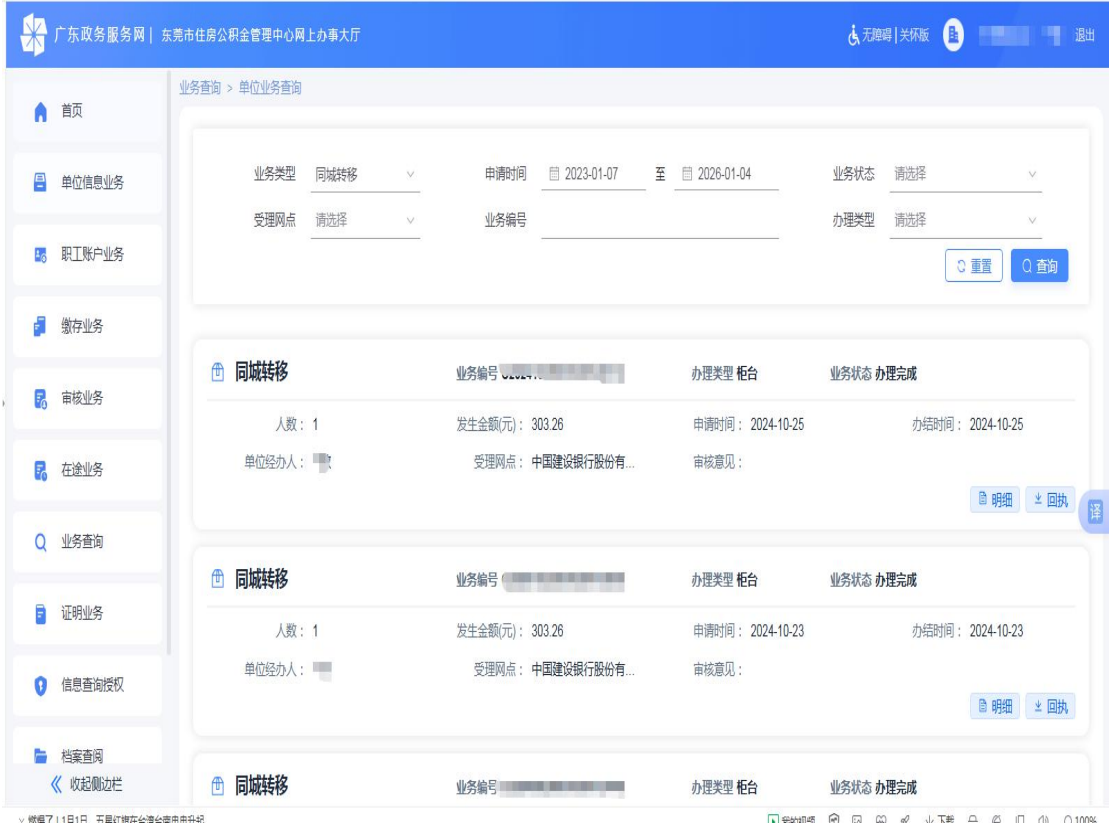 广东政务服务网 | 东莞市住房公积金管理中心网上办事大厅 无障碍 | 关怀版 退出
业务查询 > 单位业务查询
首页
单位信息业务
职工账户业务
缴存业务
审核业务
在途业务
业务查询
证明业务
信息查询授权
档案查阅
收起侧边栏
业务类型 同城转移 申请时间 2023-01-07 至 2026-01-04 业务状态 请选择
受理网点 请选择 业务编号 办理类型 请选择
重置 查询
同城转移 业务编号 办理类型 柜台 业务状态 办理完成
人数： 1 发生金额(元)： 303.26 申请时间： 2024-10-25 办结时间： 2024-10-25
单位经办人： 受理网点： 中国建设银行股份有... 审核意见：
明细 回执
译
同城转移 业务编号 办理类型 柜台 业务状态 办理完成
人数： 1 发生金额(元)： 303.26 申请时间： 2024-10-23 办结时间： 2024-10-23
单位经办人： 受理网点： 中国建设银行股份有... 审核意见：
明细 回执
同城转移 业务编号 办理类型 柜台 业务状态 办理完成
我的视频 下载 100%